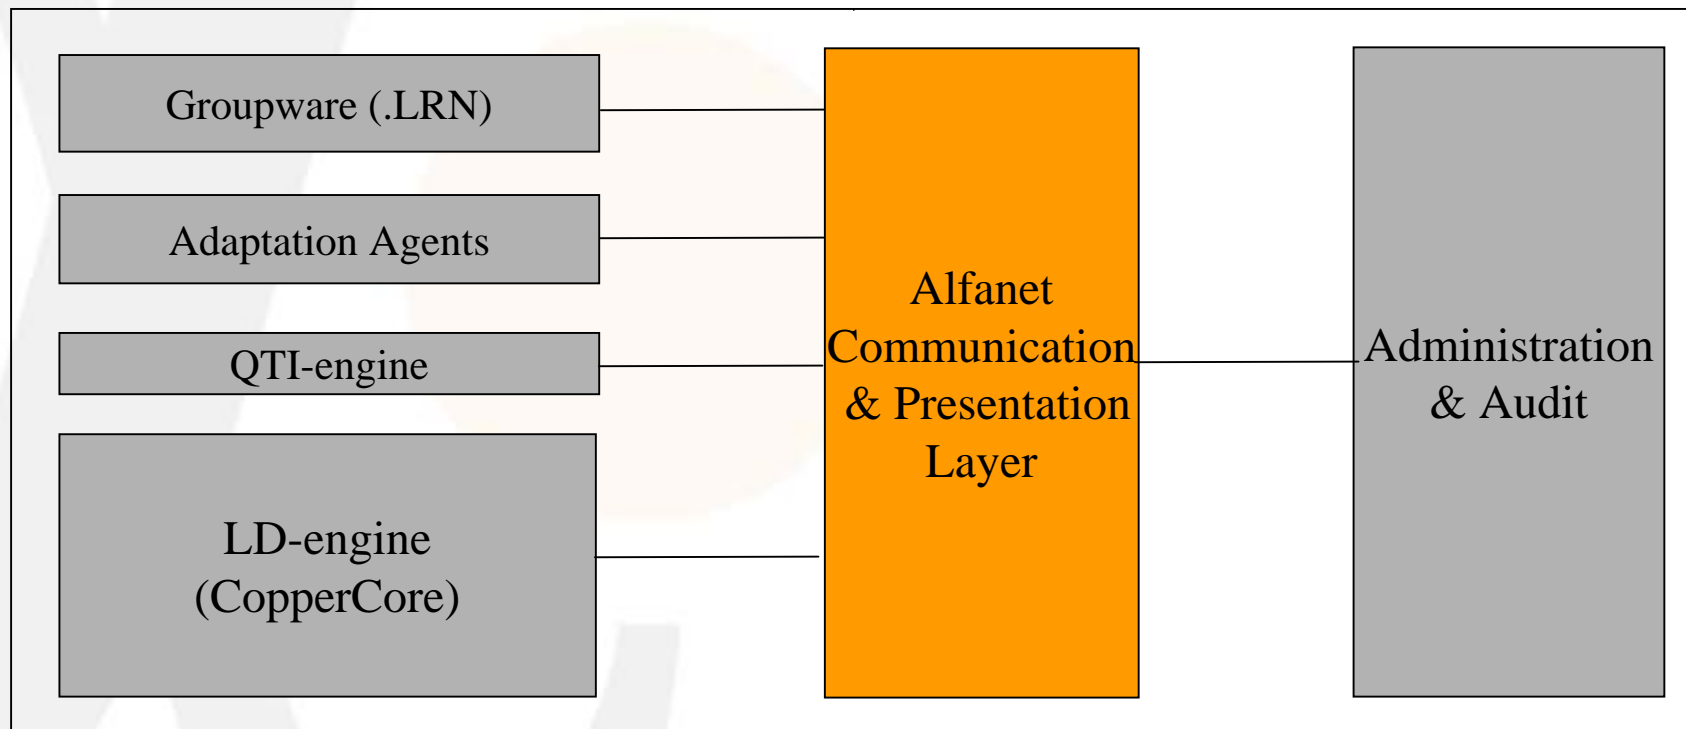 Groupware (.LRN)
Adaptation Agents
QTI-engine
LD-engine
(CopperCore)
Alfanet
Communication
& Presentation
Layer
Administration
& Audit